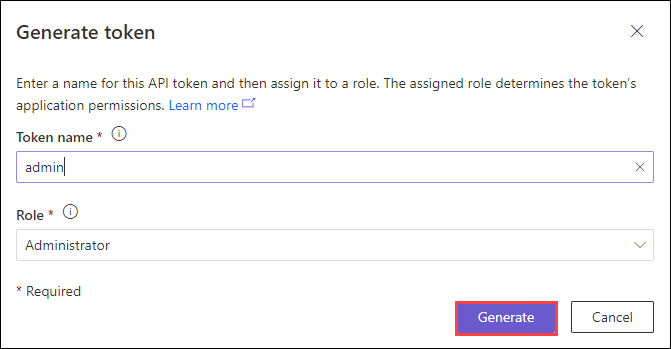 Generate token
Enter a name for this API token and then assign it to a role. The assigned role determines the token's
application permissions. Learn more
Token name *
admin
Role *
Administrator
* Required
Generate
Cancel